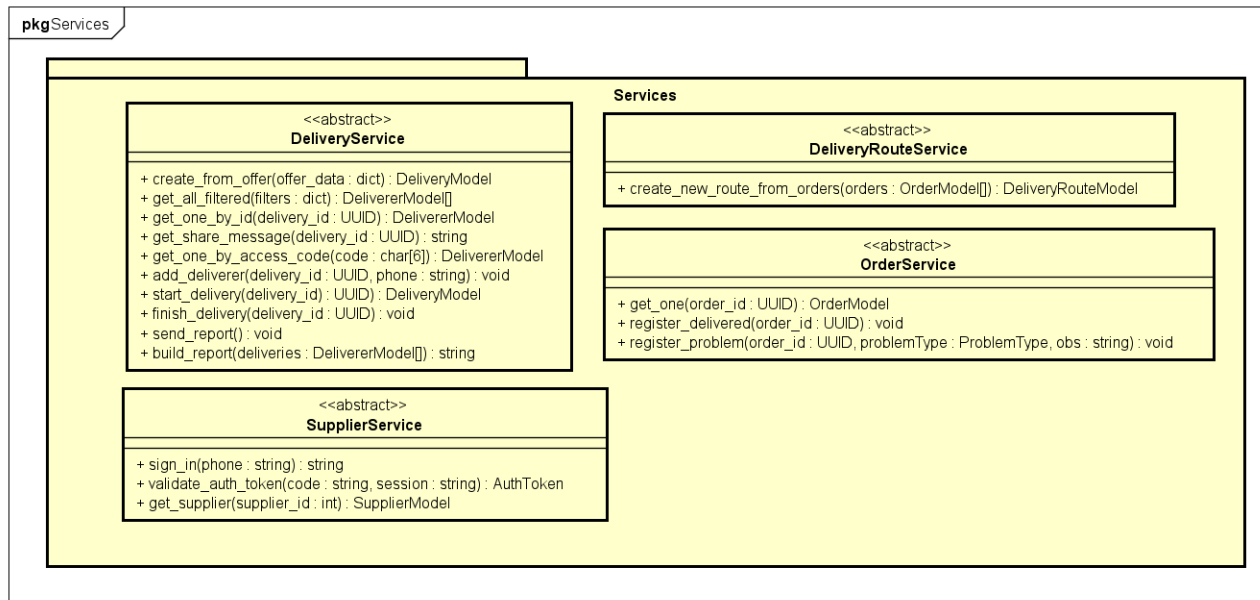 pkgServices
Services
<<abstract>>
DeliveryService
+ create_from_offer(offer_data : dict) : DeliveryModel
+ get_all_filtered(filters : dict) : DelivererModel[]
+ get_one_by_id(delivery_id : UUID) : DelivererModel
+ get_share_message(delivery_id : UUID) : string
+ get_one_by_access_code(code : char[6]) : DelivererModel
+ add_deliverer(delivery_id : UUID, phone : string) : void
+ start_delivery(delivery_id) : UUID) : DeliveryModel
+ finish_delivery(delivery_id : UUID) : void
+ send_report() : void
+ build_report(deliveries : DelivererModel[]) : string
<<abstract>>
DeliveryRouteService
+ create_new_route_from_orders(orders : OrderModel[]) : DeliveryRouteModel
<<abstract>>
OrderService
+ get_one(order_id : UUID) : OrderModel
+ register_delivered(order_id : UUID) : void
+ register_problem(order_id : UUID, problemType : ProblemType, obs : string) : void
<<abstract>>
SupplierService
+ sign_in(phone : string) : string
+ validate_auth_token(code : string, session : string) : AuthToken
+ get_supplier(supplier_id : int) : SupplierModel